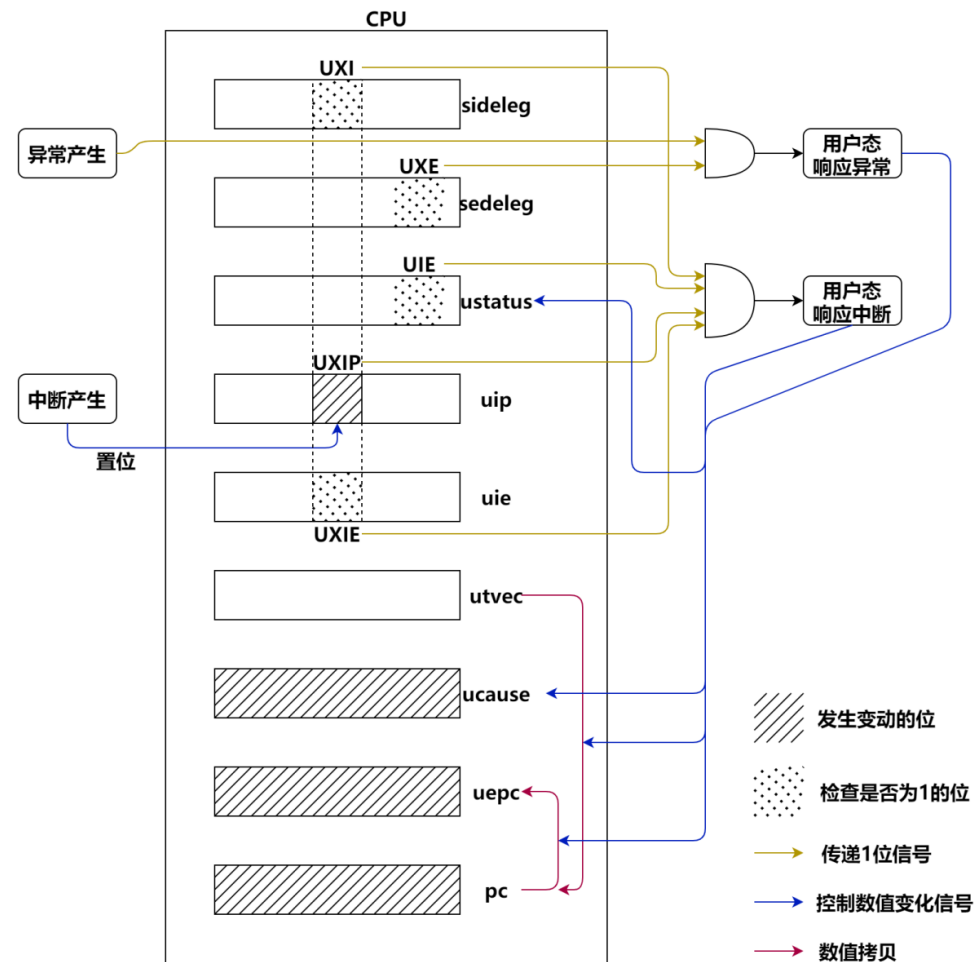 CPU
UXI
sideleg
异常产生
用户态
响应异常
UXE
sedeleg
UIE
ustatus
用户态
响应中断
UXIP
uip
中断产生
置位
uie
UXIE
utvec
ucause
发生变动的位
uepc
检查是否为1的位
传递1位信号
pc
控制数值变化信号
数值拷贝